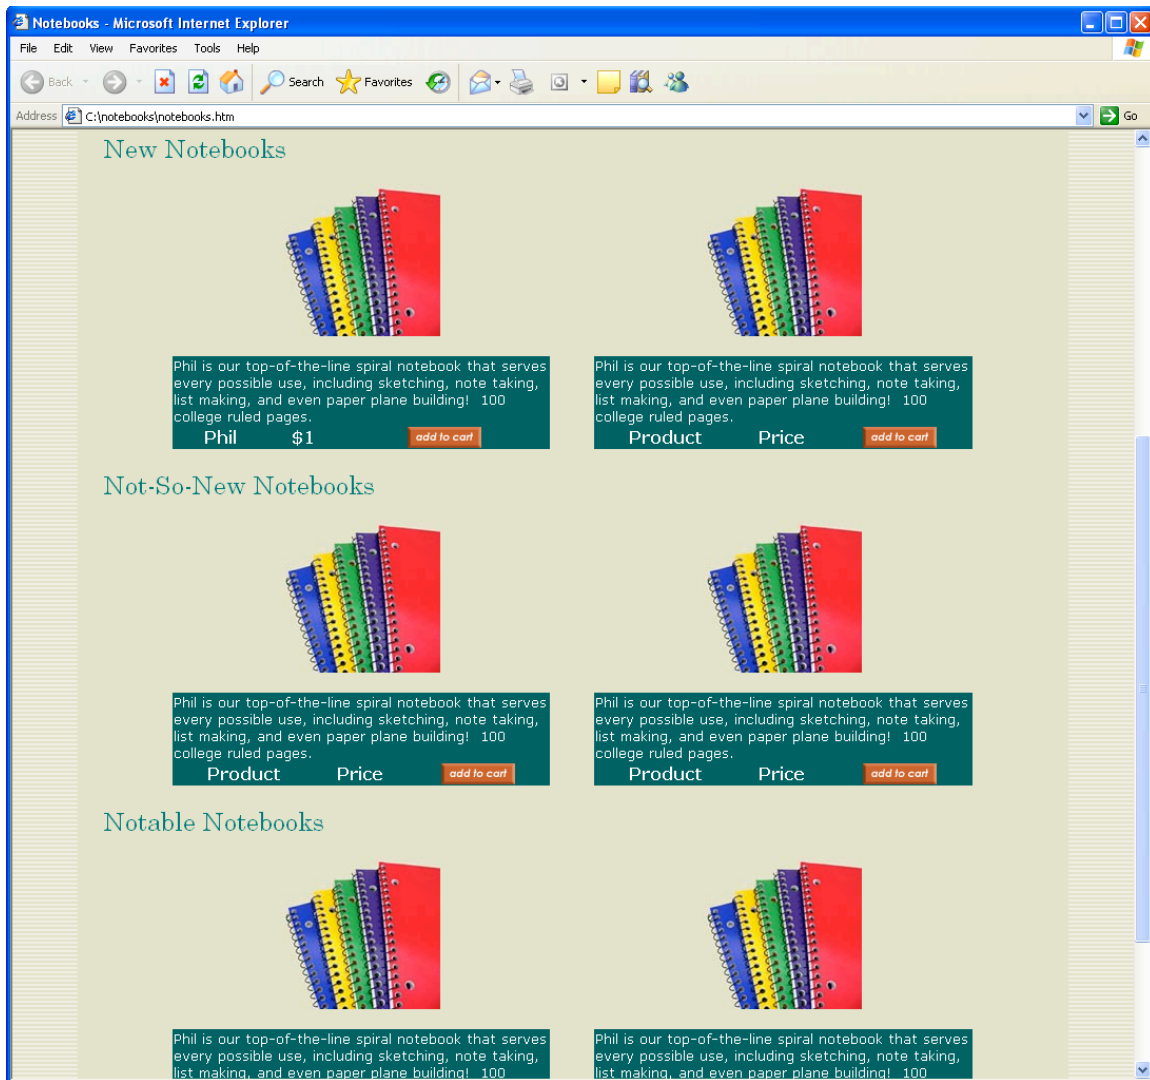 Notebooks - Microsoft Internet Explorer
File Edit View Favorites Tools Help
Back Search Favorites
Address C:\notebooks\notebooks.htm Go
New Notebooks
Phil is our top-of-the-line spiral notebook that serves
every possible use, including sketching, note taking,
list making, and even paper plane building! 100
college ruled pages.
Phil $1 add to cart
Phil is our top-of-the-line spiral notebook that serves
every possible use, including sketching, note taking,
list making, and even paper plane building! 100
college ruled pages.
Product Price add to cart
Not-So-New Notebooks
Phil is our top-of-the-line spiral notebook that serves
every possible use, including sketching, note taking,
list making, and even paper plane building! 100
college ruled pages.
Product Price add to cart
Phil is our top-of-the-line spiral notebook that serves
every possible use, including sketching, note taking,
list making, and even paper plane building! 100
college ruled pages.
Product Price add to cart
Notable Notebooks
Phil is our top-of-the-line spiral notebook that serves
every possible use, including sketching, note taking,
list making, and even paper plane building! 100
Phil is our top-of-the-line spiral notebook that serves
every possible use, including sketching, note taking,
list making, and even paper plane building! 100